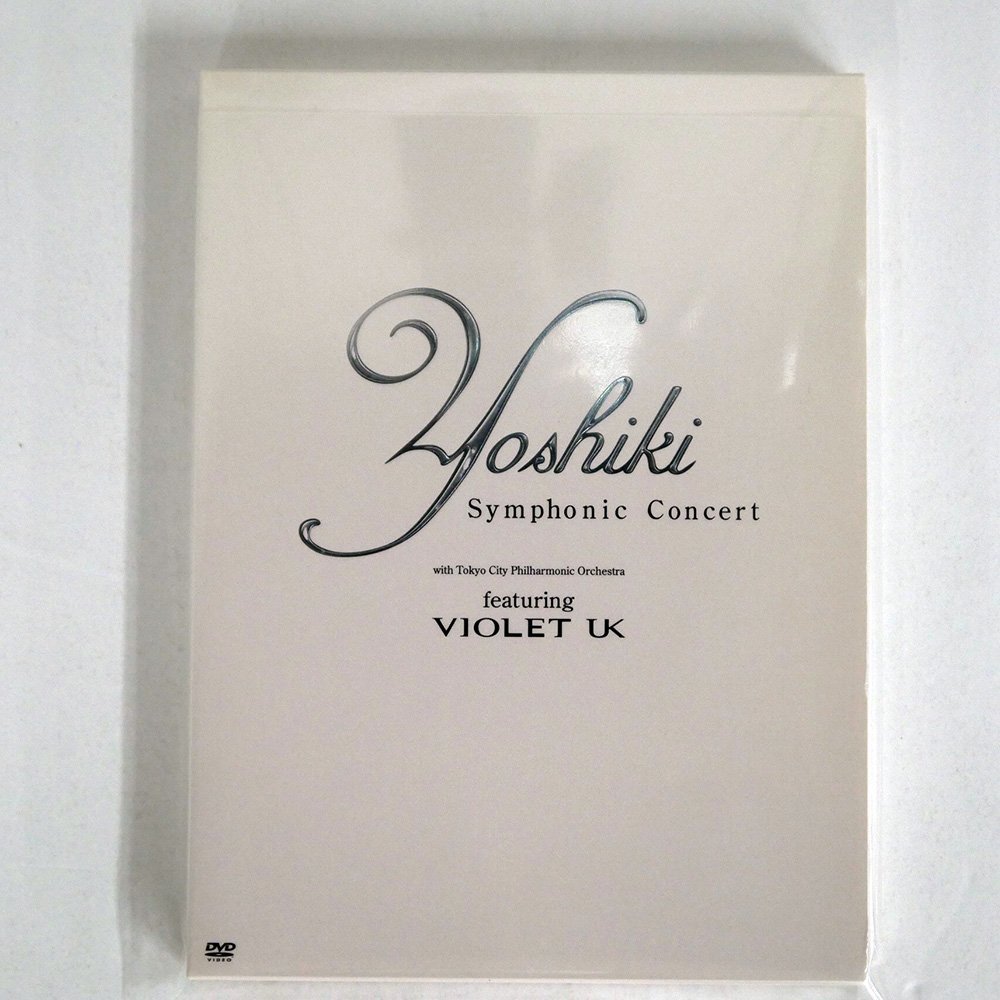 Yoshiki
Symphonic Concert
with Tokyo City Philharmonic Orchestra
featuring
VIOLET UK
DVD
VIDEO